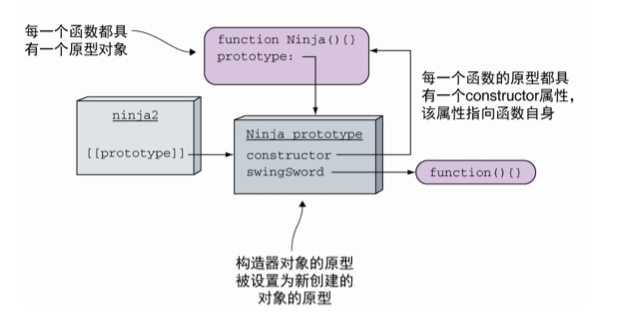 每一个函数都具
有一个原型对象
function Ninja(){}
prototype:
每一个函数的原型都具
有一个constructor属性，
该属性指向函数自身
ninja2
[[prototype]]
Ninja prototype
constructor
swingSword
function(){}
构造器对象的原型
被设置为新创建的
对象的原型